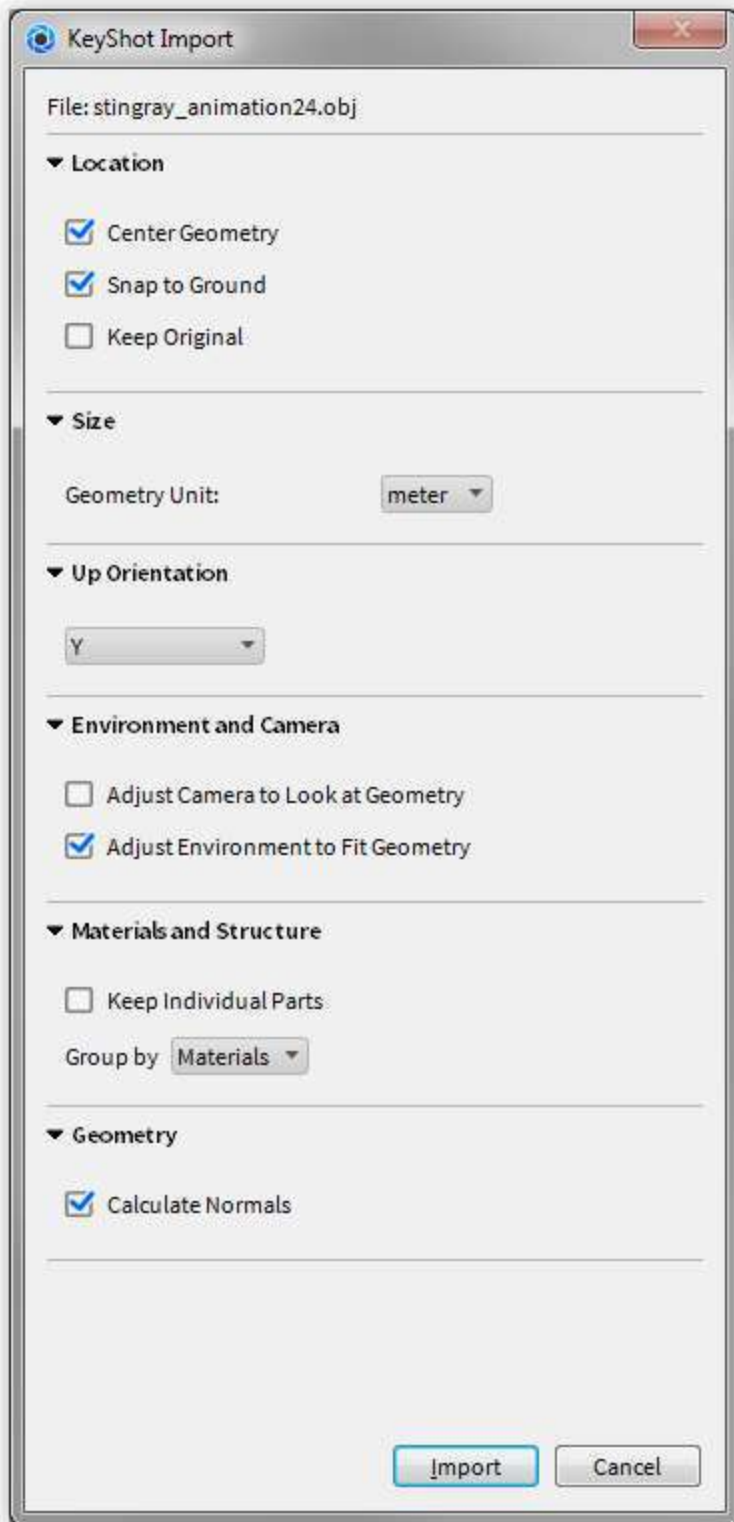 KeyShot Import
File: stingray_animation24.obj
Location
Center Geometry
Snap to Ground
Keep Original
Size
Geometry Unit: meter
Up Orientation
Y
Environment and Camera
Adjust Camera to Look at Geometry
Adjust Environment to Fit Geometry
Materials and Structure
Keep Individual Parts
Group by Materials
Geometry
Calculate Normals
Import Cancel